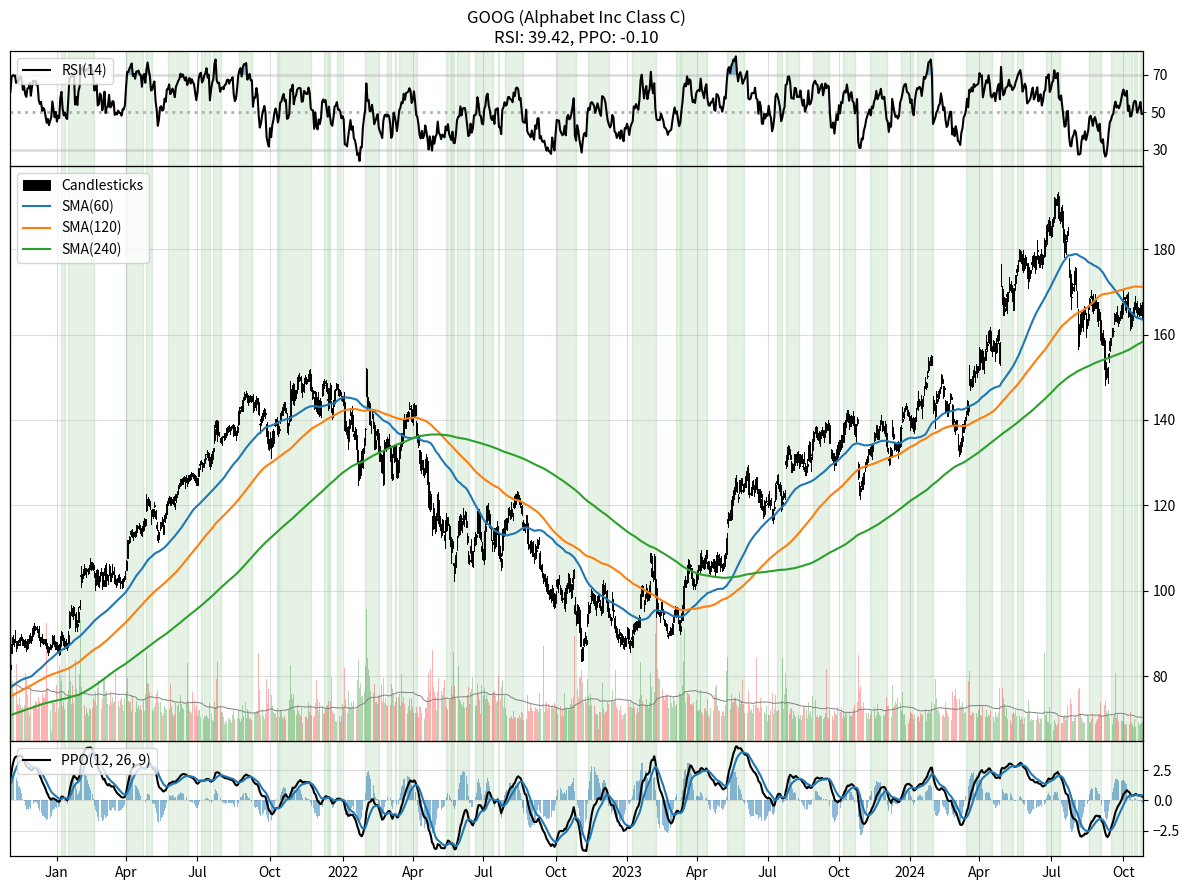 GOOG (Alphabet Inc Class C)
RSI: 39.42, PPO: -0.10
RSI(14)
70
50
30
Candlesticks
SMA(60)
SMA(120)
SMA(240)
180
160
140
120
100
80
PPO(12, 26, 9)
2.5
0.0
−2.5
Jan Apr Jul Oct 2022 Apr Jul Oct 2023 Apr Jul Oct 2024 Apr Jul Oct